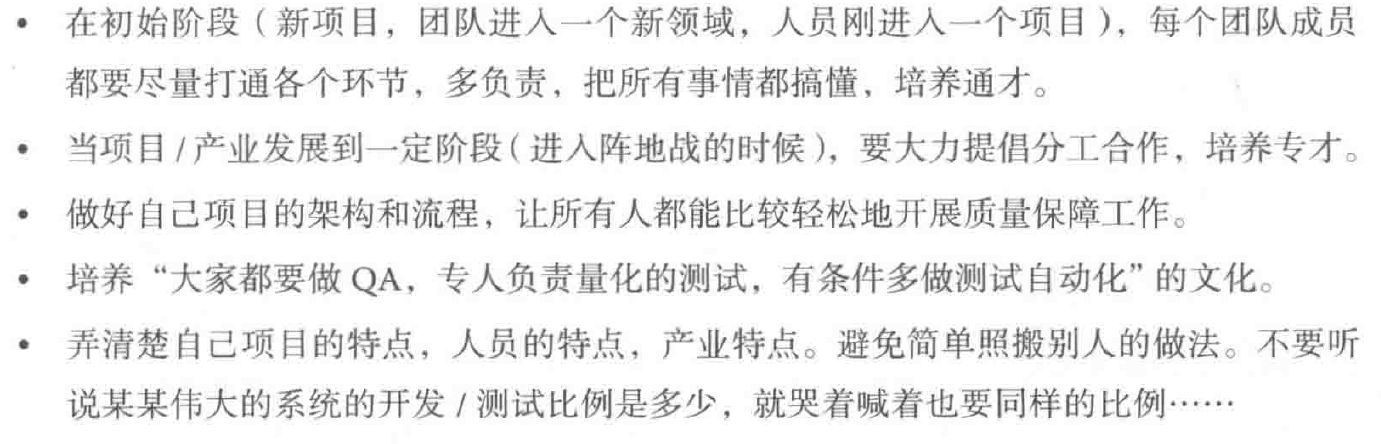 • 在初始阶段（新项目，团队进入一个新领域，人员刚进入一个项目），每个团队成员
都要尽量打通各个环节，多负责，把所有事情都搞懂，培养通才。
• 当项目/产业发展到一定阶段（进入阵地战的时候），要大力提倡分工合作，培养专才。
• 做好自己项目的架构和流程，让所有人都能比较轻松地开展质量保障工作。
• 培养“大家都要做 QA，专人负责量化的测试，有条件多做测试自动化”的文化。
• 弄清楚自己项目的特点，人员的特点，产业特点。避免简单照搬别人的做法。不要听
说某某伟大的系统的开发 / 测试比例是多少，就哭着喊着也要同样的比例……